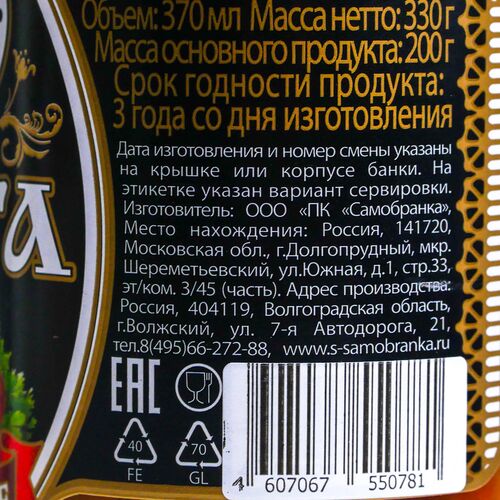 Объем: 370 мл Масса нетто: 330 г
Масса основного продукта: 200 г
Срок годности продукта:
3 года со дня изготовления
Дата изготовления и номер смены указаны
на крышке или корпусе банки. На
этикетке указан вариант сервировки.
Изготовитель: ООО «ПК «Самобранка»,
Место нахождения: Россия, 141720,
Московская обл., г.Долгопрудный, мкр.
Шереметьевский, ул.Южная, д.1, стр.33,
эт/ком. 3/45 (часть). Адрес производства:
Россия, 404119, Волгоградская область,
г.Волжский, ул. 7-я Автодорога, 21,
тел.8(495)66-272-88, www.s-samobranka.ru
ЕАС
40
FE
70
GL
4 607067 550781